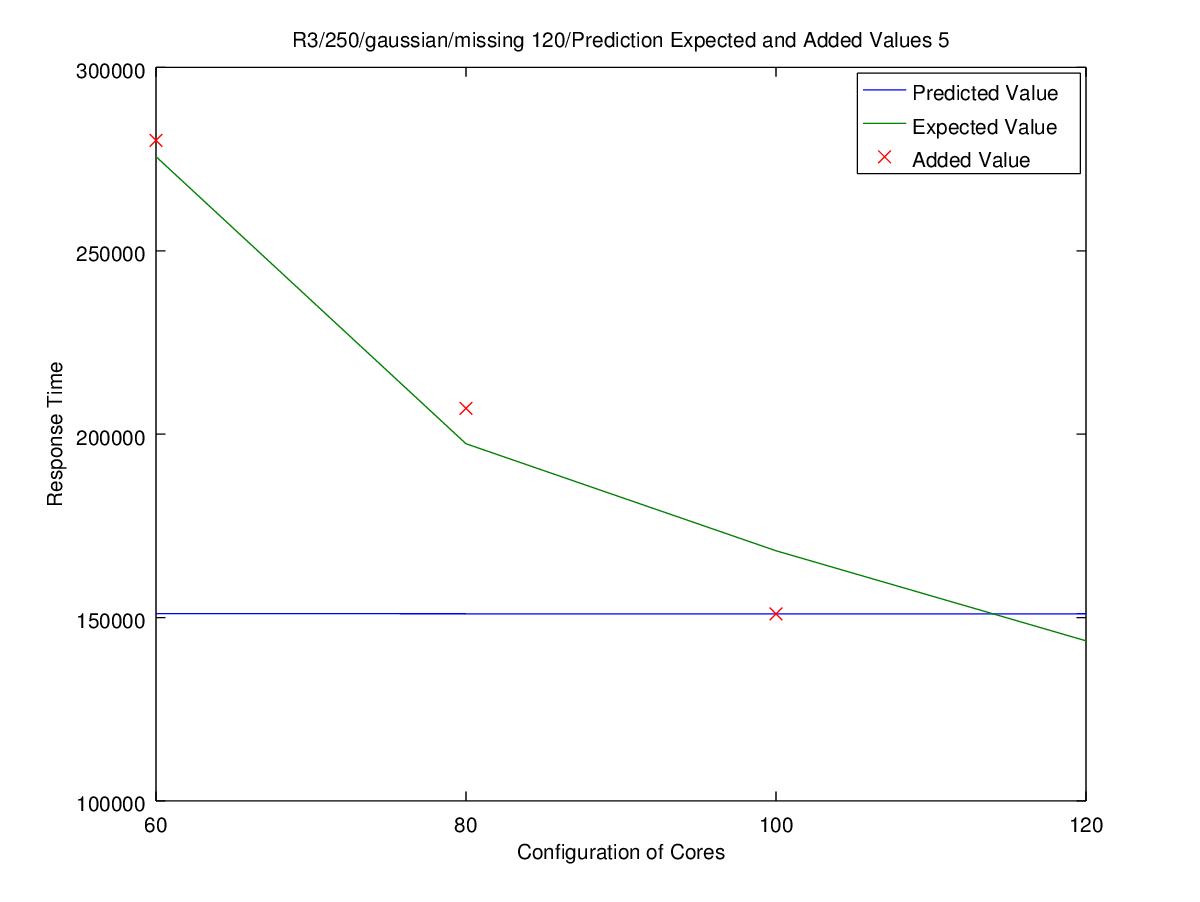 R3/250/gaussian/missing 120/Prediction Expected and Added Values 5
300000
250000
200000
150000
100000
60
80
100
120
Response Time
Configuration of Cores
Predicted Value
Expected Value
Added Value